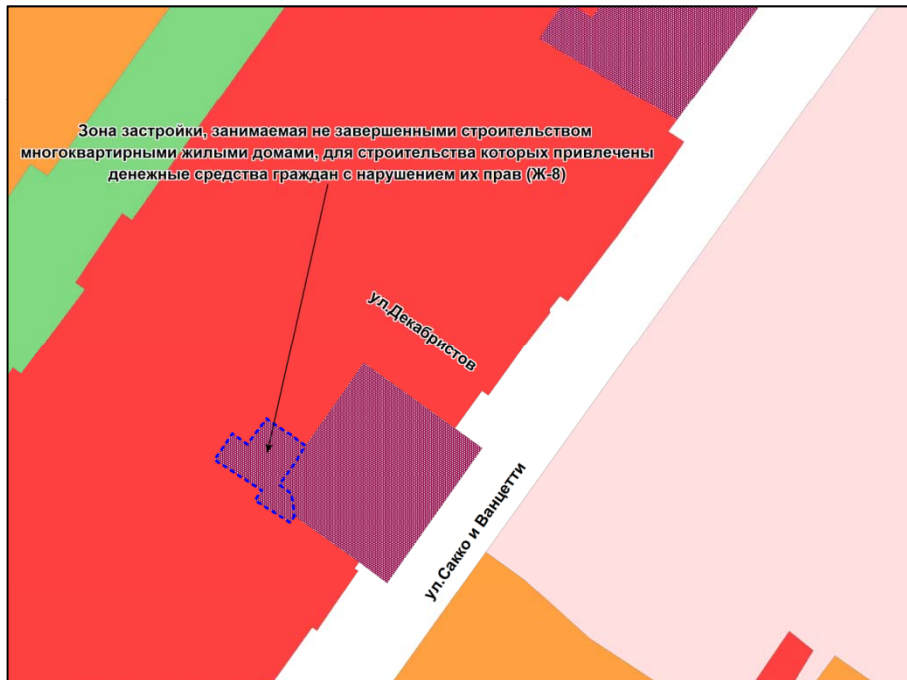 Зона застройки, занимаемая не завершенными строительством
многоквартирными жилыми домами, для строительства которых привлечены
денежные средства граждан с нарушением их прав (Ж-8)
ул.Декабристов
ул.Сакко и Ванцетти